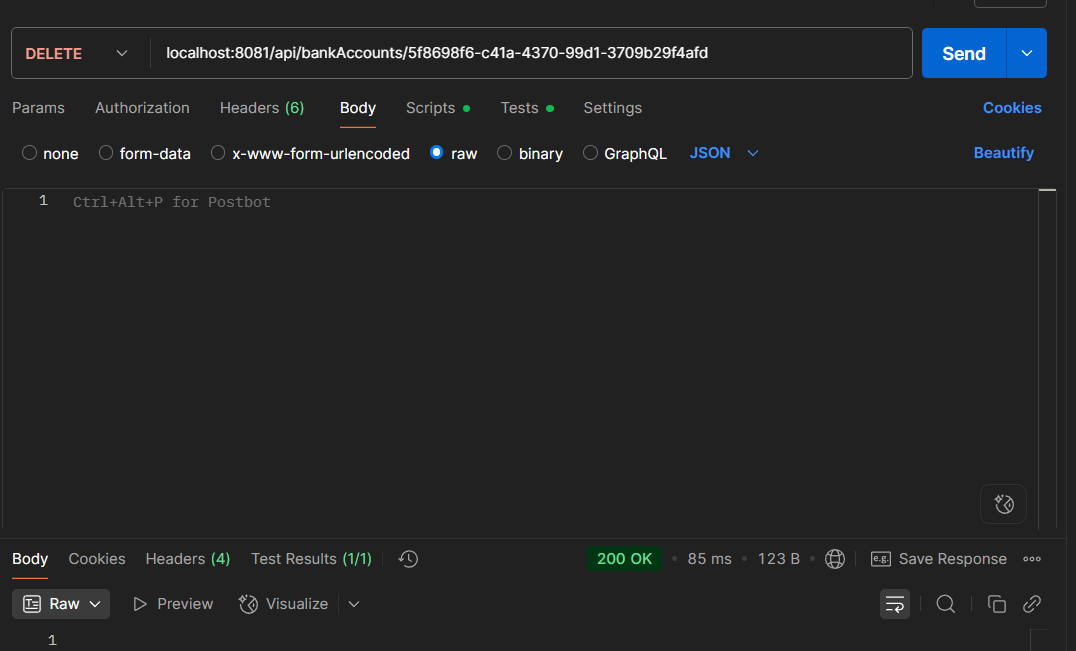 DELETE localhost:8081/api/bankAccounts/5f8698f6-c41a-4370-99d1-3709b29f4afd Send
Params Authorization Headers (6) Body Scripts Tests Settings Cookies
none form-data x-www-form-urlencoded raw binary GraphQL JSON Beautify
1 Ctrl+Alt+P for Postbot
Body Cookies Headers (4) Test Results (1/1) 200 OK 85 ms 123 B e.g. Save Response
Raw Preview Visualize
1